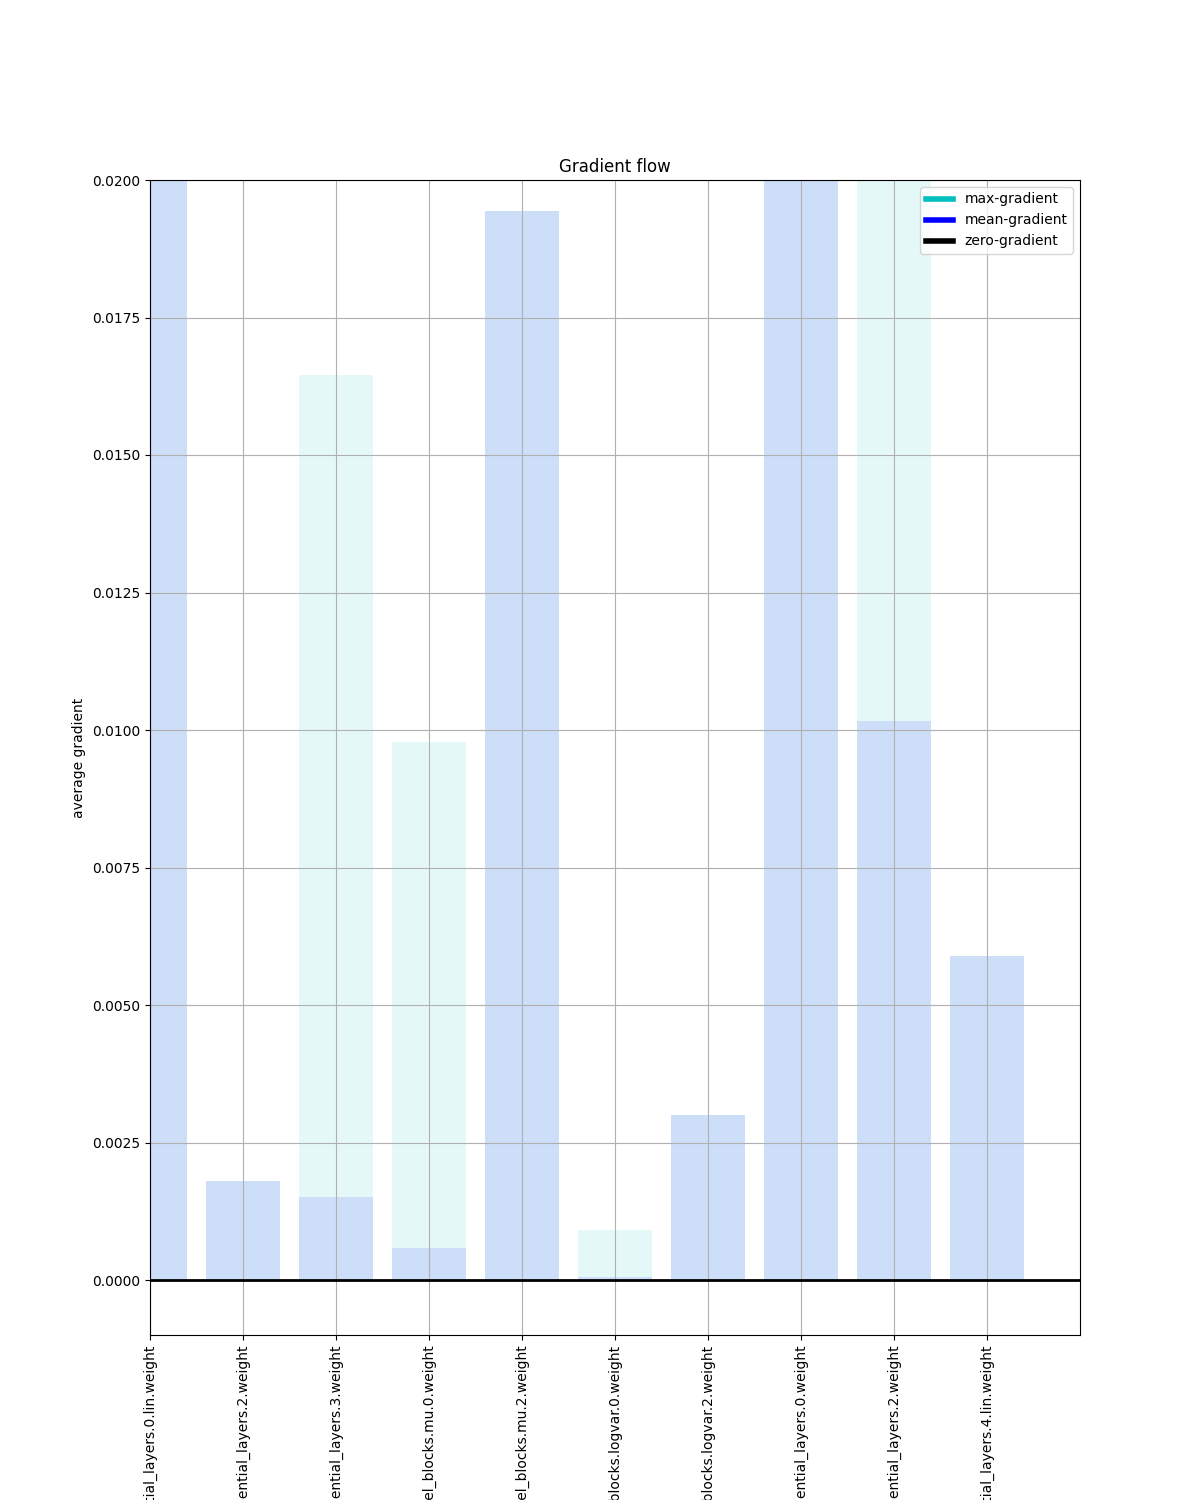 Gradient flow
max-gradient
mean-gradient
zero-gradient
average gradient
0.0200
0.0175
0.0150
0.0125
0.0100
0.0075
0.0050
0.0025
0.0000
tial_layers.0.lin.weight
ential_layers.2.weight
ential_layers.3.weight
el_blocks.mu.0.weight
el_blocks.mu.2.weight
blocks.logvar.0.weight
blocks.logvar.2.weight
ential_layers.0.weight
ential_layers.2.weight
tial_layers.4.lin.weight